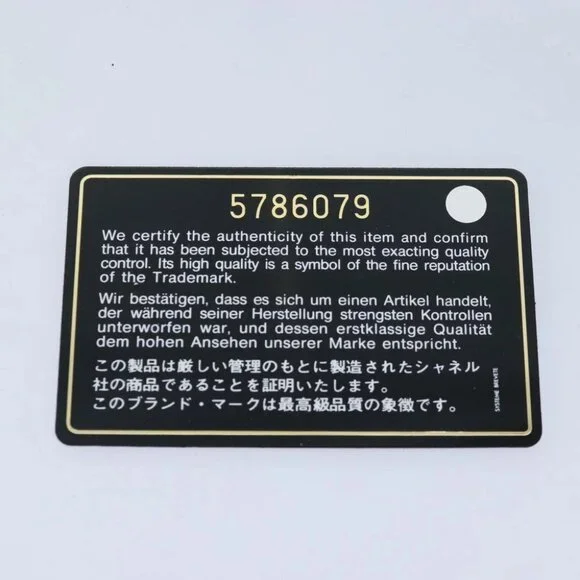 5786079
We certify the authenticity of this item and confirm
that it has been subjected to the most exacting quality
control. Its high quality is a symbol of the fine reputation
of the Trademark.
Wir bestätigen, dass es sich um einen Artikel handelt,
der während seiner Herstellung strengsten Kontrollen
unterworfen war, und dessen erstklassige Qualität
dem hohen Ansehen unserer Marke entspricht.
この製品は厳しい管理のもとに製造されたシャネル
社の商品であることを証明いたします。
このブランド・マークは最高級品質の象徴です。
SYSTEME BREVETE